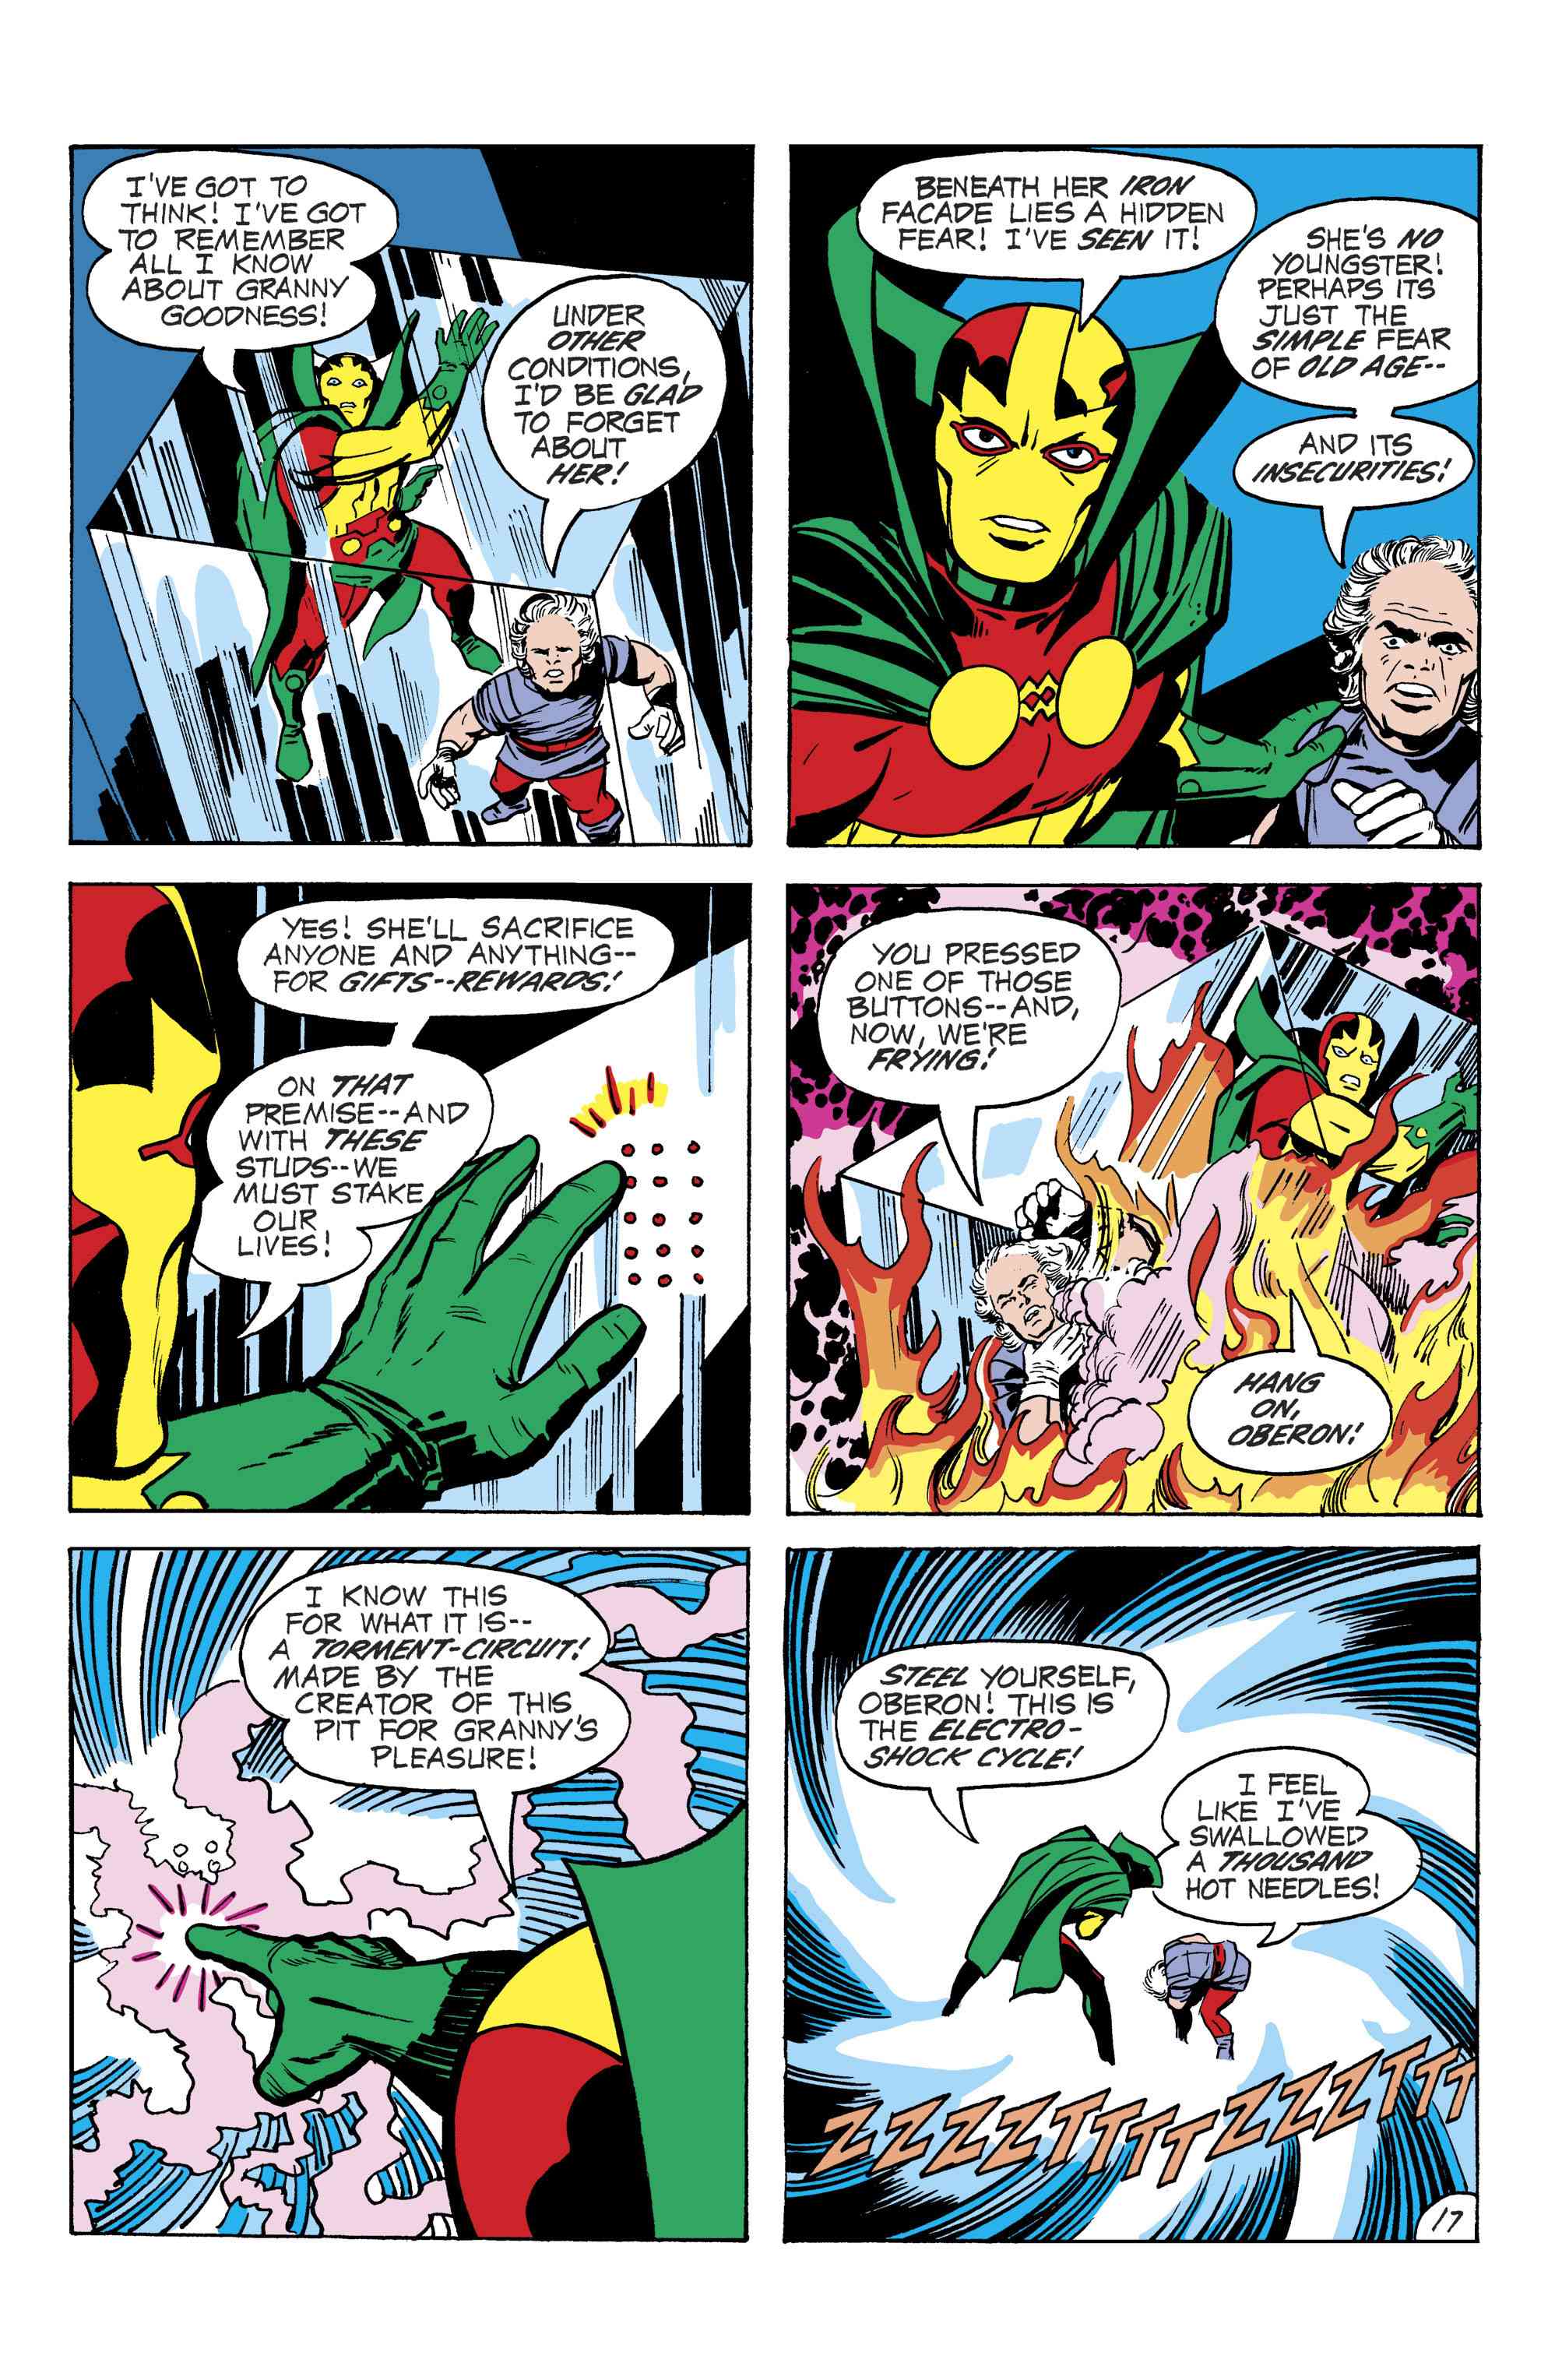 I'VE GOT TO
THINK! I'VE GOT
TO REMEMBER
ALL I KNOW
ABOUT GRANNY
GOODNESS!
UNDER
OTHER
CONDITIONS,
I'D BE GLAD
TO FORGET
ABOUT
HER!
BENEATH HER IRON
FACADE LIES A HIDDEN
FEAR! I'VE SEEN IT!
SHE'S NO
YOUNGSTER!
PERHAPS ITS
JUST THE
SIMPLE FEAR
OF OLD AGE--
AND ITS
INSECURITIES!
YES! SHE'LL SACRIFICE
ANYONE AND ANYTHING--
FOR GIFTS--REWARDS!
ON THAT
PREMISE--AND
WITH THESE
STUDS--WE
MUST STAKE
OUR
LIVES!
YOU PRESSED
ONE OF THOSE
BUTTONS--AND,
NOW, WE'RE
FRYING!
HANG
ON,
OBERON!
I KNOW THIS
FOR WHAT IT IS--
A TORMENT-CIRCUIT!
MADE BY THE
CREATOR OF THIS
PIT FOR GRANNY'S
PLEASURE!
STEEL YOURSELF,
OBERON! THIS IS
THE ELECTRO-
SHOCK CYCLE!
I FEEL
LIKE I'VE
SWALLOWED
A THOUSAND
HOT NEEDLES!
ZZZZZTTTTZZZZTTT
17